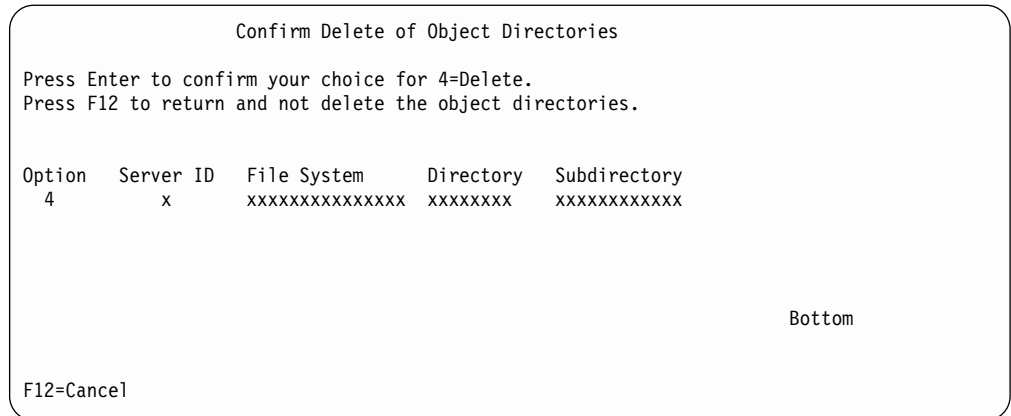 Confirm Delete of Object Directories
Press Enter to confirm your choice for 4=Delete.
Press F12 to return and not delete the object directories.
Option Server ID File System Directory Subdirectory
4 x xxxxxxxxxxxxxxx xxxxxxxx xxxxxxxxxxxx
Bottom
F12=Cancel